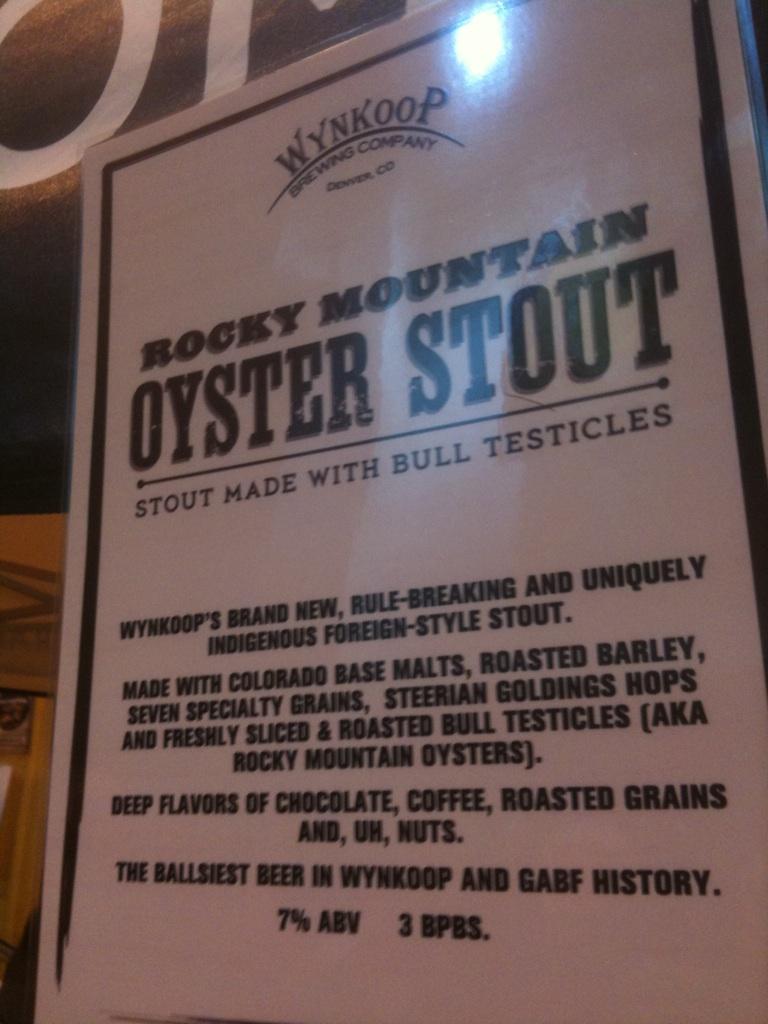 WYNKOOP
BREWING COMPANY
DENVER, CO
ROCKY MOUNTAIN
OYSTER STOUT
STOUT MADE WITH BULL TESTICLES
WYNKOOP'S BRAND NEW, RULE-BREAKING AND UNIQUELY
INDIGENOUS FOREIGN-STYLE STOUT.
MADE WITH COLORADO BASE MALTS, ROASTED BARLEY,
SEVEN SPECIALTY GRAINS, STEERIAN GOLDINGS HOPS
AND FRESHLY SLICED & ROASTED BULL TESTICLES (AKA
ROCKY MOUNTAIN OYSTERS).
DEEP FLAVORS OF CHOCOLATE, COFFEE, ROASTED GRAINS
AND, UH, NUTS.
THE BALLSIEST BEER IN WYNKOOP AND GABF HISTORY.
7% ABV 3 BPBS.